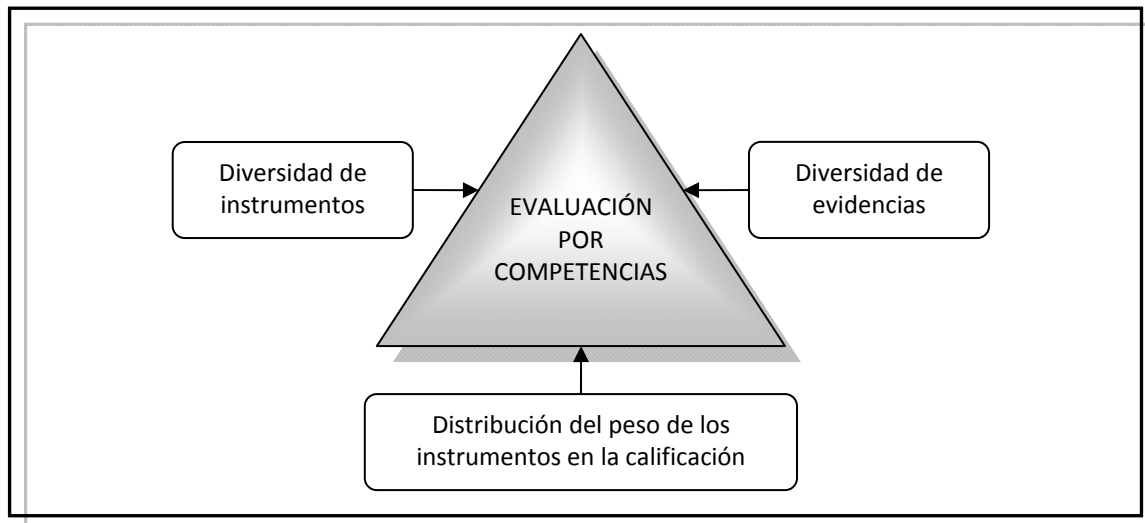 Diversidad de
instrumentos
EVALUACIÓN
POR
COMPETENCIAS
Diversidad de
evidencias
Distribución del peso de los
instrumentos en la calificación